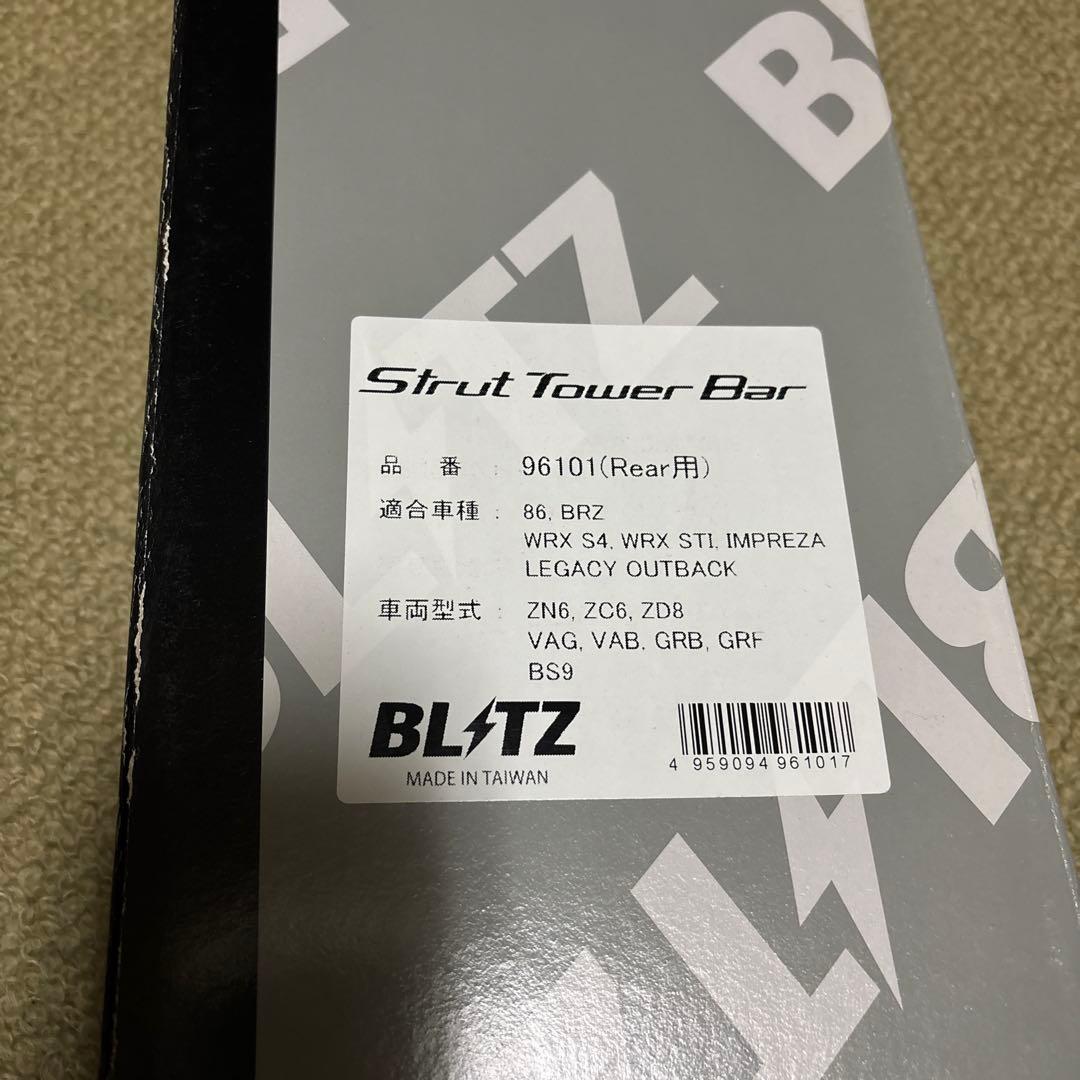 BLITZ
Strut Tower Bar
品 番 : 96101(Rear用)
適合車種 : 86, BRZ
WRX S4, WRX STI, IMPREZA
LEGACY OUTBACK
車両型式 : ZN6, ZC6, ZD8
VAG, VAB, GRB, GRF
BS9
BLITZ
MADE IN TAIWAN
4 959094 961017